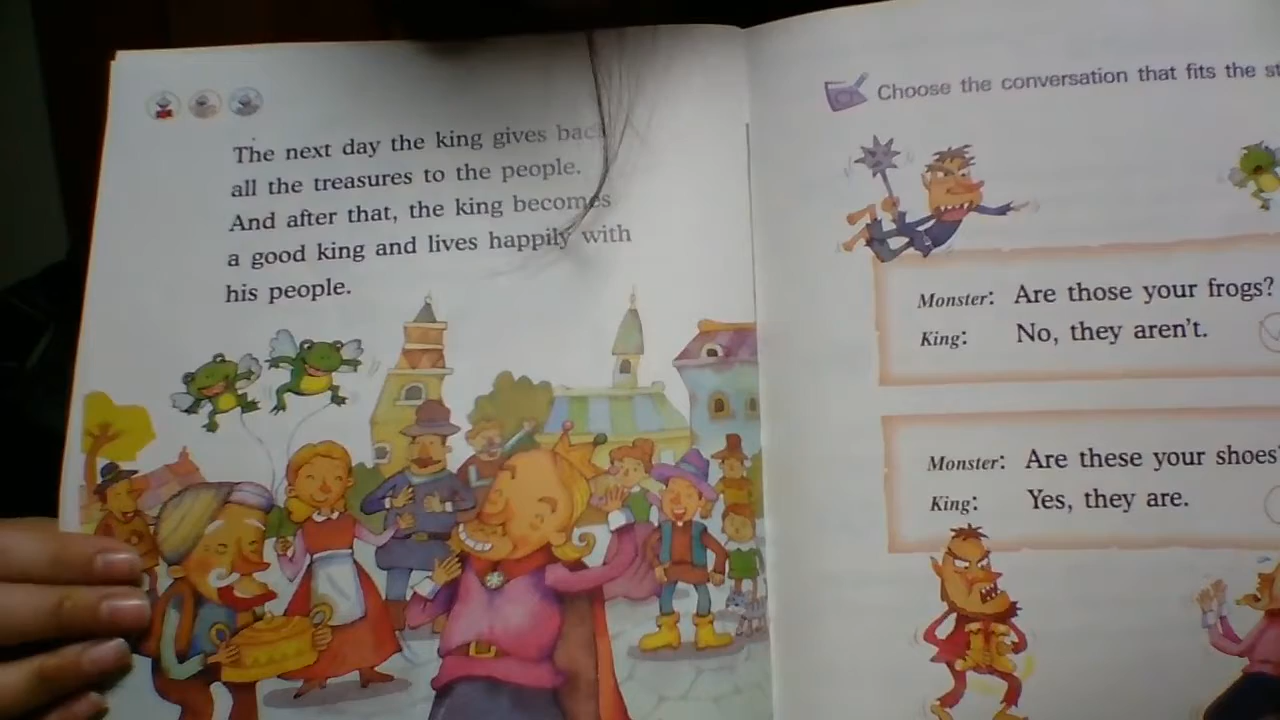 The next day the king gives back
all the treasures to the people.
And after that, the king becomes
a good king and lives happily with
his people.
Choose the conversation that fits the
Monster: Are those your frogs?
King: No, they aren't.
Monster: Are these your shoes
King: Yes, they are.